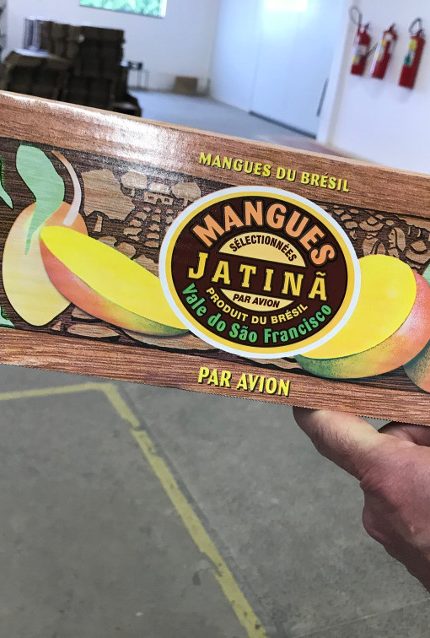 MANGUES DU BRÉSIL
MANGUES
SÉLECTIONNÉES
JATINÃ
PAR AVION
PRODUIT DU BRÉSIL
Vale do São Francisco
PAR AVION